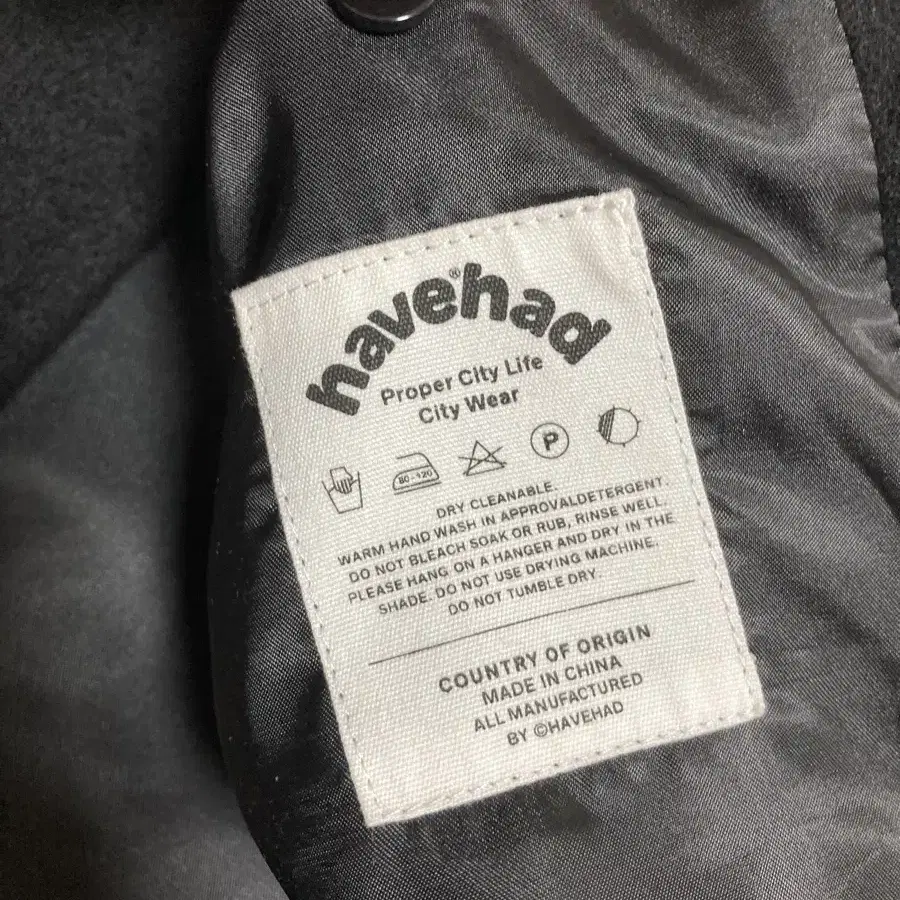 have®had
Proper City Life
City Wear
80-120
P
DRY CLEANABLE.
WARM HAND WASH IN APPROVALDETERGENT.
DO NOT BLEACH SOAK OR RUB, RINSE WELL
PLEASE HANG ON A HANGER AND DRY IN THE
SHADE. DO NOT USE DRYING MACHINE.
DO NOT TUMBLE DRY.
COUNTRY OF ORIGIN
MADE IN CHINA
ALL MANUFACTURED
BY ©HAVEHAD